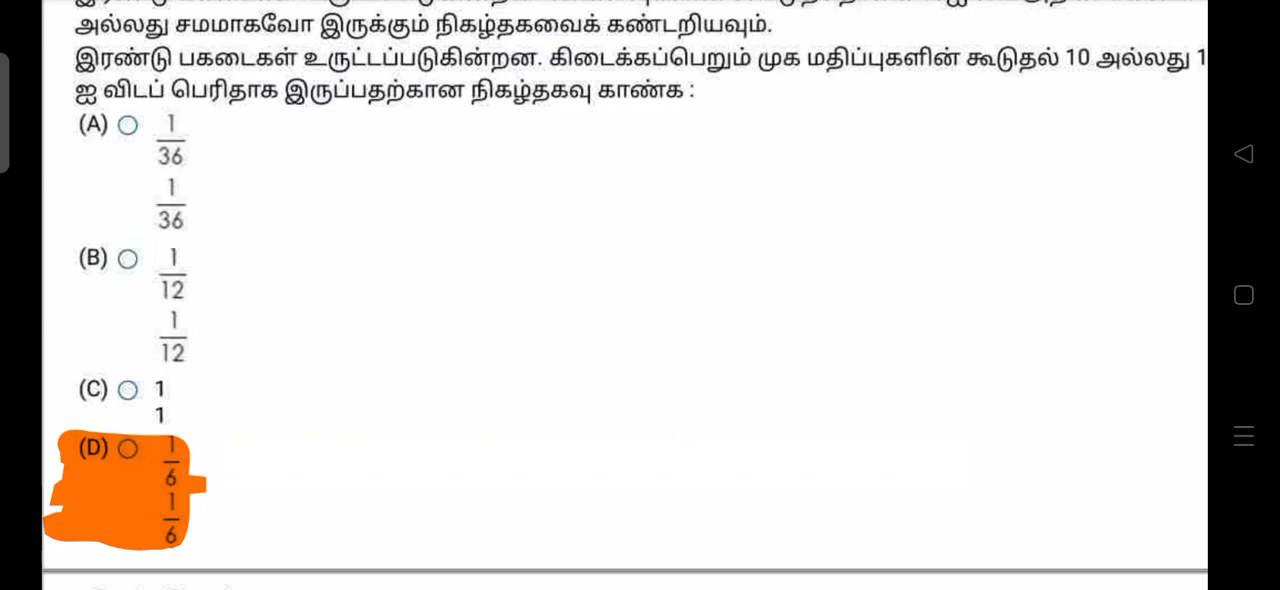 அல்லது சமமாகவோ இருக்கும் நிகழ்தகவைக் கண்டறியவும்.
இரண்டு பகடைகள் உருட்டப்படுகின்றன. கிடைக்கப்பெறும் முக மதிப்புகளின் கூடுதல் 10 அல்லது 1
ஐ விடப் பெரிதாக இருப்பதற்கான நிகழ்தகவு காண்க :
(A) 1/36
1/36
(B) 1/12
1/12
(C) 1
1
(D) 1/6
1/6